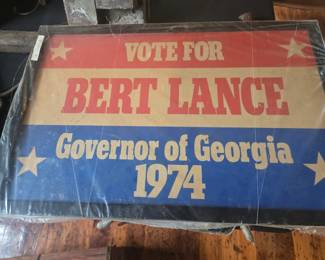 VOTE FOR
BERT LANCE
Governor of Georgia
1974